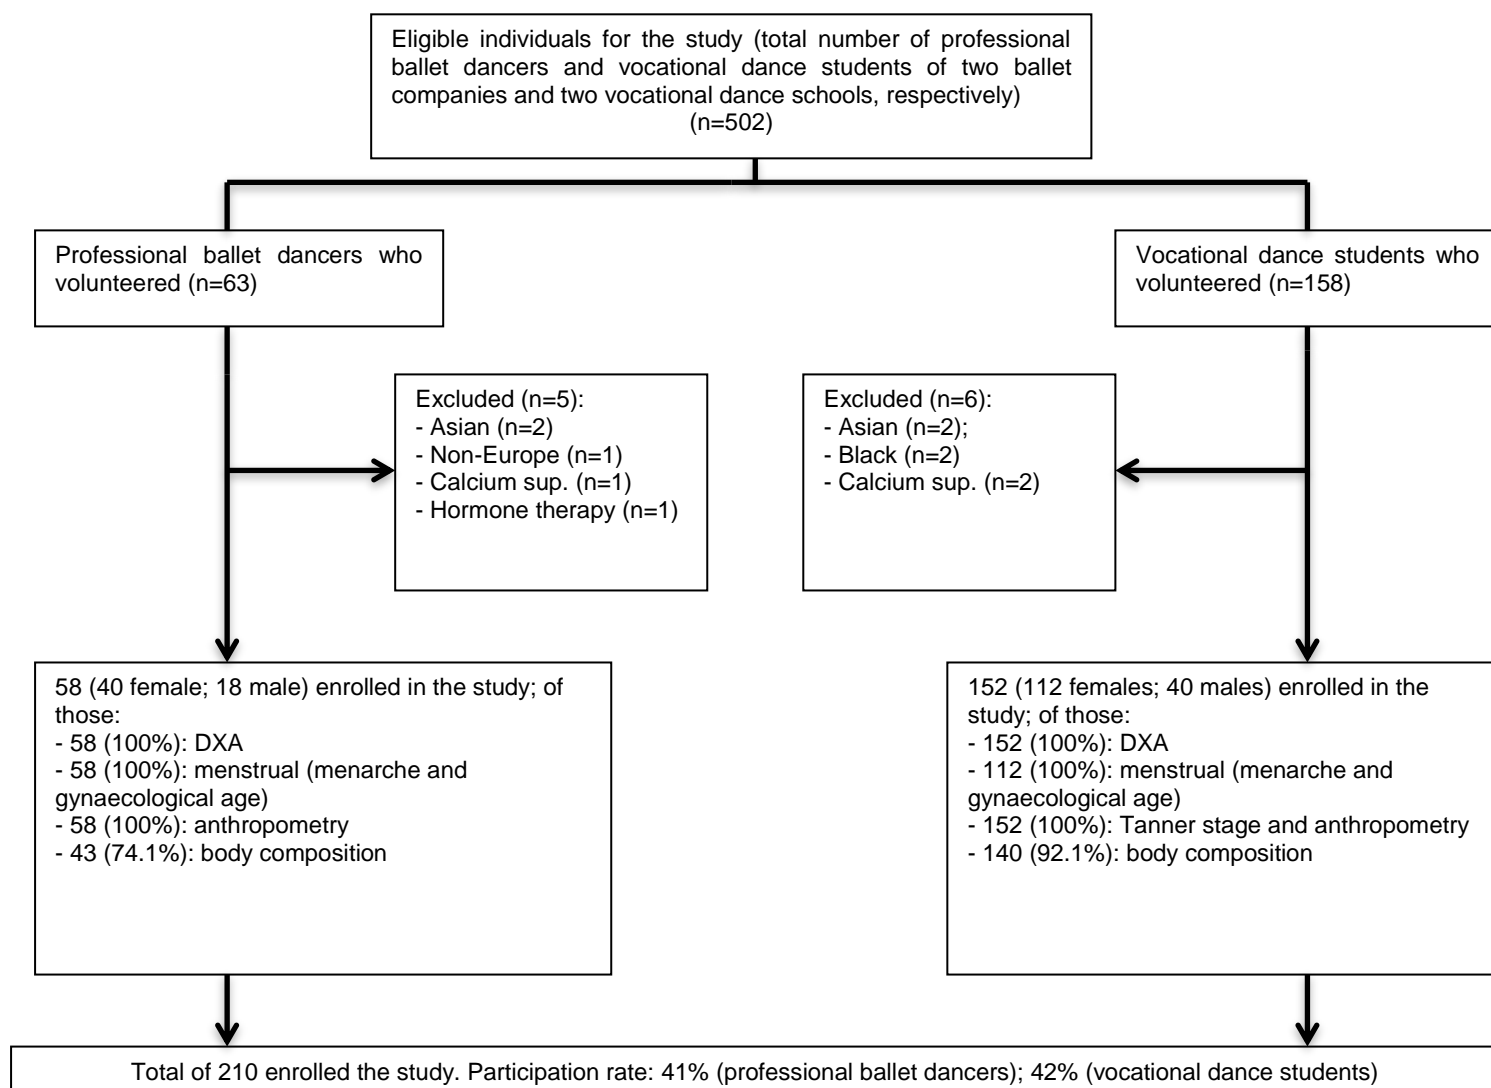 Eligible individuals for the study (total number of professional
ballet dancers and vocational dance students of two ballet
companies and two vocational dance schools, respectively)
(n=502)
Professional ballet dancers who
volunteered (n=63)
Vocational dance students who
volunteered (n=158)
Excluded (n=5):
- Asian (n=2)
- Non-Europe (n=1)
- Calcium sup. (n=1)
- Hormone therapy (n=1)
Excluded (n=6):
- Asian (n=2);
- Black (n=2)
- Calcium sup. (n=2)
58 (40 female; 18 male) enrolled in the study; of
those:
- 58 (100%): DXA
- 58 (100%): menstrual (menarche and
gynaecological age)
- 58 (100%): anthropometry
- 43 (74.1%): body composition
152 (112 females; 40 males) enrolled in the
study; of those:
- 152 (100%): DXA
- 112 (100%): menstrual (menarche and
gynaecological age)
- 152 (100%): Tanner stage and anthropometry
- 140 (92.1%): body composition
Total of 210 enrolled the study. Participation rate: 41% (professional ballet dancers); 42% (vocational dance students)